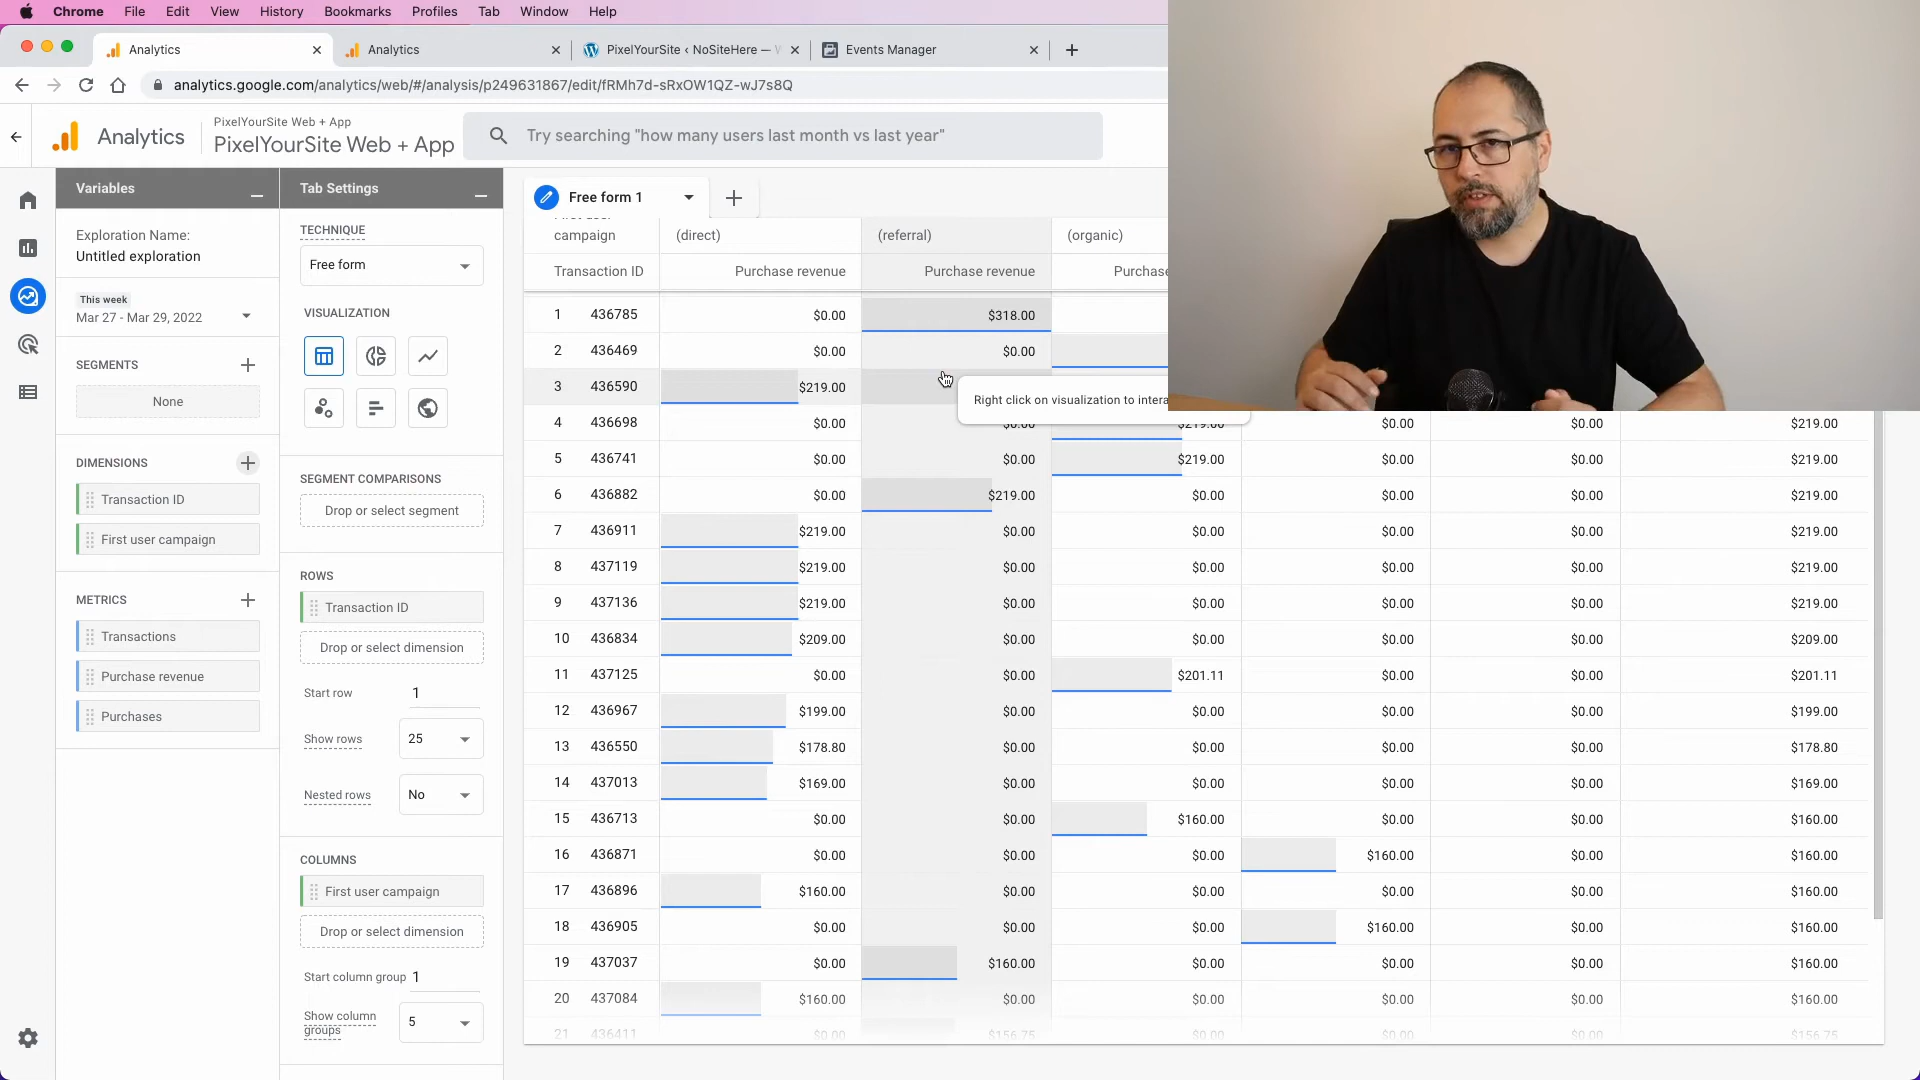 Chrome File Edit View History Bookmarks Profiles Tab Window Help
Analytics
Analytics
PixelYourSite ‹ NoSiteHere —
Events Manager
analytics.google.com/analytics/web/#/analysis/p249631867/edit/fRMh7d-sRxOW1QZ-wJ7s8Q
Analytics
PixelYourSite Web + App
PixelYourSite Web + App
Try searching "how many users last month vs last year"
Variables
Exploration Name:
Untitled exploration
This week
Mar 27 - Mar 29, 2022
SEGMENTS
None
DIMENSIONS
Transaction ID
First user campaign
METRICS
Transactions
Purchase revenue
Purchases
Tab Settings
TECHNIQUE
Free form
VISUALIZATION
SEGMENT COMPARISONS
Drop or select segment
ROWS
Transaction ID
Drop or select dimension
Start row 1
Show rows 25
Nested rows No
COLUMNS
First user campaign
Drop or select dimension
Start column group 1
Show column groups 5
Free form 1
campaign (direct) (referral) (organic)
Transaction ID Purchase revenue Purchase revenue
1 436785 $0.00 $318.00
2 436469 $0.00 $0.00
3 436590 $219.00
Right click on visualization to
4 436698 $0.00 $0.00 $219.00 $0.00 $0.00 $219.00
5 436741 $0.00 $0.00 $219.00 $0.00 $0.00 $219.00
6 436882 $0.00 $219.00 $0.00 $0.00 $0.00 $219.00
7 436911 $219.00 $0.00 $0.00 $0.00 $0.00 $219.00
8 437119 $219.00 $0.00 $0.00 $0.00 $0.00 $219.00
9 437136 $219.00 $0.00 $0.00 $0.00 $0.00 $219.00
10 436834 $209.00 $0.00 $0.00 $0.00 $0.00 $209.00
11 437125 $0.00 $0.00 $201.11 $0.00 $0.00 $201.11
12 436967 $199.00 $0.00 $0.00 $0.00 $0.00 $199.00
13 436550 $178.80 $0.00 $0.00 $0.00 $0.00 $178.80
14 437013 $169.00 $0.00 $0.00 $0.00 $0.00 $169.00
15 436713 $0.00 $0.00 $160.00 $0.00 $0.00 $160.00
16 436871 $0.00 $0.00 $0.00 $160.00 $0.00 $160.00
17 436896 $160.00 $0.00 $0.00 $0.00 $0.00 $160.00
18 436905 $0.00 $0.00 $0.00 $160.00 $0.00 $160.00
19 437037 $0.00 $160.00 $0.00 $0.00 $0.00 $160.00
20 437084 $160.00 $0.00 $0.00 $0.00 $0.00 $160.00
21 436411 $0.00 $156.75 $0.00 $0.00 $0.00 $156.75